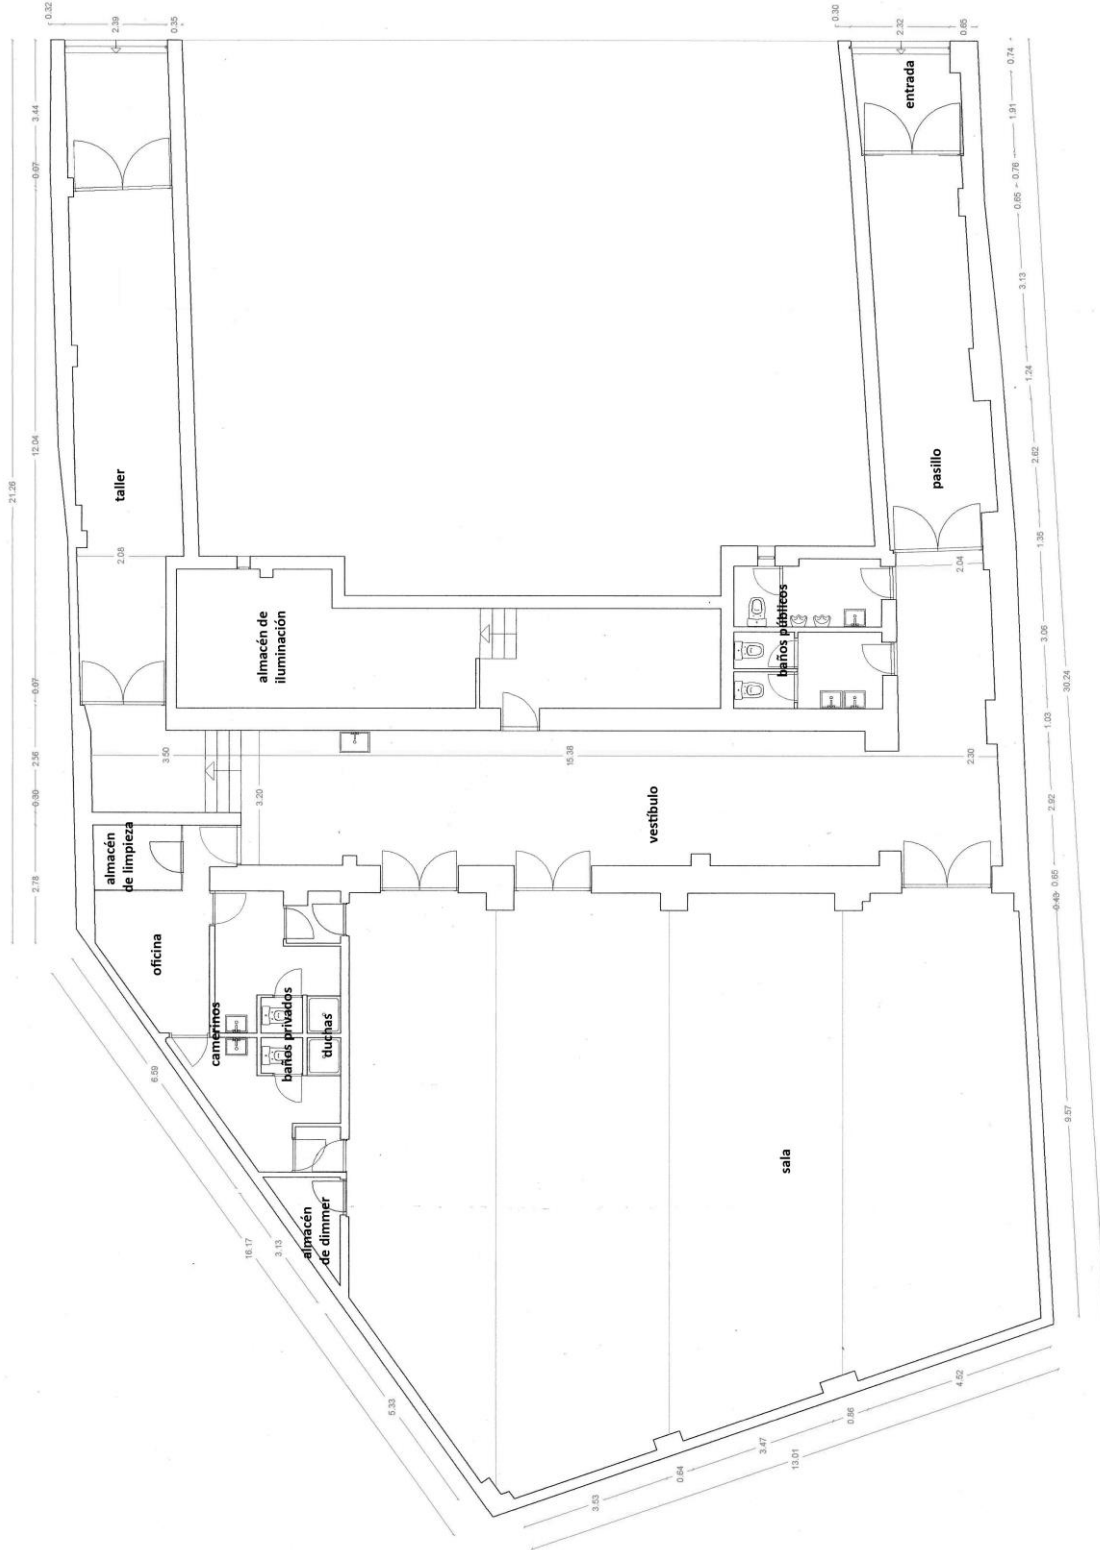 0.32
2.39
0.35
0.30
2.32
0.65
21.26
3.44
0.07
12.04
0.07
2.36
0.30
2.78
0.74
1.91
0.76
0.65
3.13
1.24
2.62
1.35
3.06
1.03
2.92
0.65
0.43
9.57
30.24
entrada
taller
pasillo
2.08
2.04
almacén de
iluminación
baños públicos
3.50
3.20
15.38
2.30
vestíbulo
almacén
de limpieza
oficina
camerinos
baños privados
duchas
almacén
de dimmer
sala
6.59
16.17
3.13
5.33
3.53
0.64
3.47
0.86
4.52
13.01